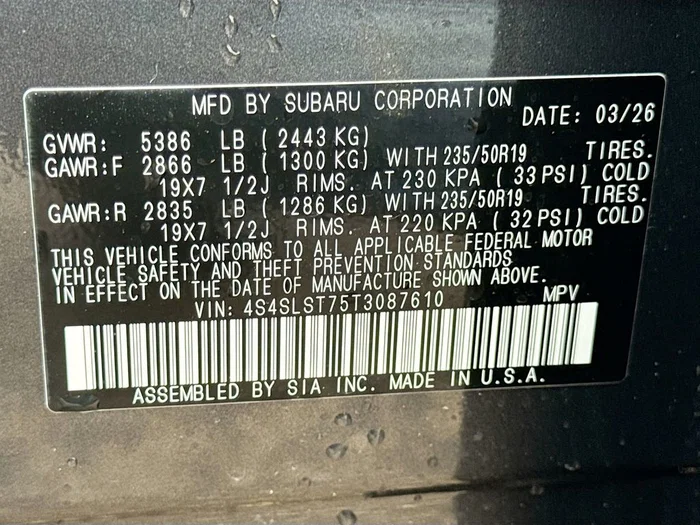 MFD BY SUBARU CORPORATION DATE: 03/26
GVWR: 5386 LB ( 2443 KG)
GAWR:F 2866 LB ( 1300 KG) WITH 235/50R19 TIRES.
19X7 1/2J RIMS. AT 230 KPA ( 33 PSI) COLD
GAWR:R 2835 LB ( 1286 KG) WITH 235/50R19 TIRES.
19X7 1/2J RIMS. AT 220 KPA ( 32 PSI) COLD
THIS VEHICLE CONFORMS TO ALL APPLICABLE FEDERAL MOTOR
VEHICLE SAFETY AND THEFT PREVENTION STANDARDS
IN EFFECT ON THE DATE OF MANUFACTURE SHOWN ABOVE.
VIN: 4S4SLST75T3087610 MPV
ASSEMBLED BY SIA INC. MADE IN U.S.A.